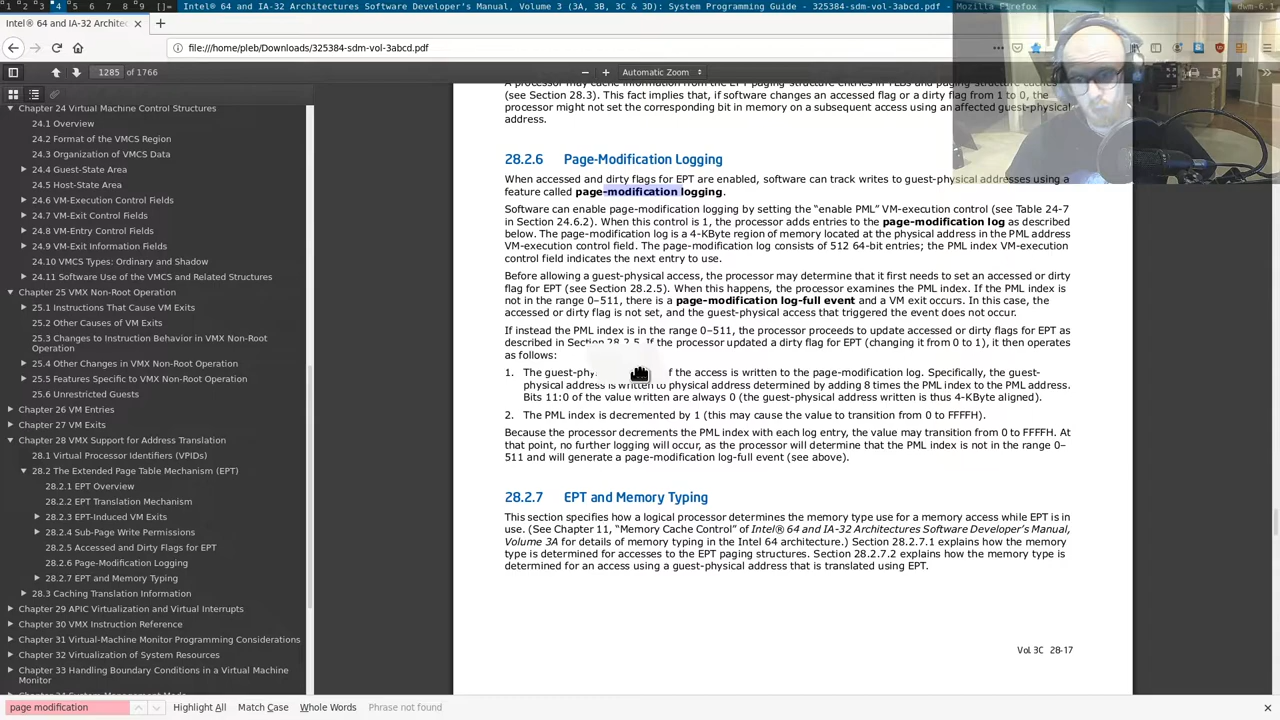 1 2 3 4 5 6 7 8 9 []= Intel® 64 and IA-32 Architectures Software Developer's Manual, Volume 3 (3A, 3B, 3C & 3D): System Programming Guide - 325384-sdm-vol-3abcd.pdf - Mozilla Firefox dwm-6.1
Intel® 64 and IA-32 Architec
file:///home/pleb/Downloads/325384-sdm-vol-3abcd.pdf
1285 of 1766 Automatic Zoom
Chapter 24 Virtual Machine Control Structures
24.1 Overview
24.2 Format of the VMCS Region
24.3 Organization of VMCS Data
24.4 Guest-State Area
24.5 Host-State Area
24.6 VM-Execution Control Fields
24.7 VM-Exit Control Fields
24.8 VM-Entry Control Fields
24.9 VM-Exit Information Fields
24.10 VMCS Types: Ordinary and Shadow
24.11 Software Use of the VMCS and Related Structures
Chapter 25 VMX Non-Root Operation
25.1 Instructions That Cause VM Exits
25.2 Other Causes of VM Exits
25.3 Changes to Instruction Behavior in VMX Non-Root
Operation
25.4 Other Changes in VMX Non-Root Operation
25.5 Features Specific to VMX Non-Root Operation
25.6 Unrestricted Guests
Chapter 26 VM Entries
Chapter 27 VM Exits
Chapter 28 VMX Support for Address Translation
28.1 Virtual Processor Identifiers (VPIDs)
28.2 The Extended Page Table Mechanism (EPT)
28.2.1 EPT Overview
28.2.2 EPT Translation Mechanism
28.2.3 EPT-Induced VM Exits
28.2.4 Sub-Page Write Permissions
28.2.5 Accessed and Dirty Flags for EPT
28.2.6 Page-Modification Logging
28.2.7 EPT and Memory Typing
28.3 Caching Translation Information
Chapter 29 APIC Virtualization and Virtual Interrupts
Chapter 30 VMX Instruction Reference
Chapter 31 Virtual-Machine Monitor Programming Considerations
Chapter 32 Virtualization of System Resources
Chapter 33 Handling Boundary Conditions in a Virtual Machine
Monitor
(see Section 28.3). This fact implies that, if software changes an accessed flag or a dirty flag from 1 to 0, the
processor might not set the corresponding bit in memory on a subsequent access using an affected guest-physical
address.
28.2.6 Page-Modification Logging
When accessed and dirty flags for EPT are enabled, software can track writes to guest-physical addresses using a
feature called page-modification logging.
Software can enable page-modification logging by setting the “enable PML” VM-execution control (see Table 24-7
in Section 24.6.2). When this control is 1, the processor adds entries to the page-modification log as described
below. The page-modification log is a 4-KByte region of memory located at the physical address in the PML address
VM-execution control field. The page-modification log consists of 512 64-bit entries; the PML index VM-execution
control field indicates the next entry to use.
Before allowing a guest-physical access, the processor may determine that it first needs to set an accessed or dirty
flag for EPT (see Section 28.2.5). When this happens, the processor examines the PML index. If the PML index is
not in the range 0–511, there is a page-modification log-full event and a VM exit occurs. In this case, the
accessed or dirty flag is not set, and the guest-physical access that triggered the event does not occur.
If instead the PML index is in the range 0–511, the processor proceeds to update accessed or dirty flags for EPT as
described in Section 28.2.5. If the processor updated a dirty flag for EPT (changing it from 0 to 1), it then operates
as follows:
1. The guest-phy f the access is written to the page-modification log. Specifically, the guest-
physical address is written to physical address determined by adding 8 times the PML index to the PML address.
Bits 11:0 of the value written are always 0 (the guest-physical address written is thus 4-KByte aligned).
2. The PML index is decremented by 1 (this may cause the value to transition from 0 to FFFFH).
Because the processor decrements the PML index with each log entry, the value may transition from 0 to FFFFH. At
that point, no further logging will occur, as the processor will determine that the PML index is not in the range 0–
511 and will generate a page-modification log-full event (see above).
28.2.7 EPT and Memory Typing
This section specifies how a logical processor determines the memory type use for a memory access while EPT is in
use. (See Chapter 11, “Memory Cache Control” of Intel® 64 and IA-32 Architectures Software Developer's Manual,
Volume 3A for details of memory typing in the Intel 64 architecture.) Section 28.2.7.1 explains how the memory
type is determined for accesses to the EPT paging structures. Section 28.2.7.2 explains how the memory type is
determined for an access using a guest-physical address that is translated using EPT.
Vol. 3C 28-17
page modification Highlight All Match Case Whole Words Phrase not found